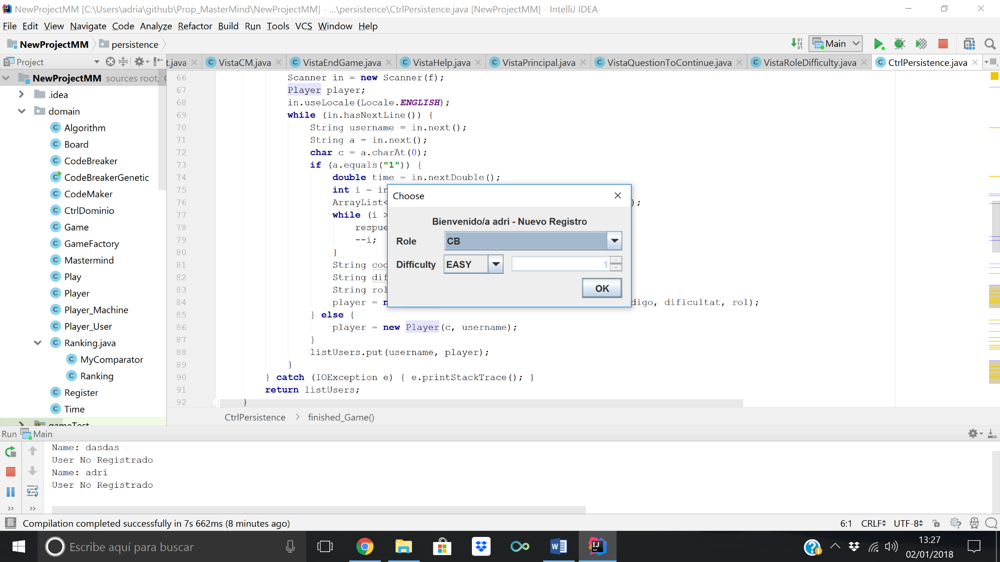 NewProjectMM [C:\Users\adria\github\Prop_MasterMind\NewProjectMM] - ...\persistence\CtrlPersistence.java [NewProjectMM] - IntelliJ IDEA
File Edit View Navigate Code Analyze Refactor Build Run Tools VCS Window Help
NewProjectMM persistence Main
Project t.java VistaCM.java VistaEndGame.java VistaHelp.java VistaPrincipal.java VistaQuestionToContinue.java VistaRoleDifficulty.java CtrlPersistence.java
NewProjectMM sources root,
.idea
domain
Algorithm
Board
CodeBreaker
CodeBreakerGenetic
CodeMaker
CtrlDominio
Game
GameFactory
Mastermind
Play
Player
Player_Machine
Player_User
Ranking.java
MyComparator
Ranking
Register
Time
gameTest
66 Scanner in = new Scanner(f);
67 Player player;
68 in.useLocale(Locale.ENGLISH);
69 while (in.hasNextLine()) {
70 String username = in.next();
71 String a = in.next();
72 char c = a.charAt(0);
73 if (a.equals("1")) {
74 double time = in.nextDouble();
75 int i = in
76 ArrayList< );
77 while (i >
78 respue
79 --i;
80 }
81 String cod
82 String dif
83 String rol
84 player = n digo, dificultat, rol);
85 } else {
86 player = new Player(c, username);
87 }
88 listUsers.put(username, player);
89 }
90 } catch (IOException e) { e.printStackTrace(); }
91 return listUsers;
92 }
Choose
Bienvenido/a adri - Nuevo Registro
Role CB
Difficulty EASY 1
OK
CtrlPersistence finished_Game()
Run Main
Name: dasdas
User No Registrado
Name: adri
User No Registrado
Compilation completed successfully in 7s 662ms (8 minutes ago) 6:1 CRLF UTF-8
Escribe aquí para buscar
13:27
02/01/2018